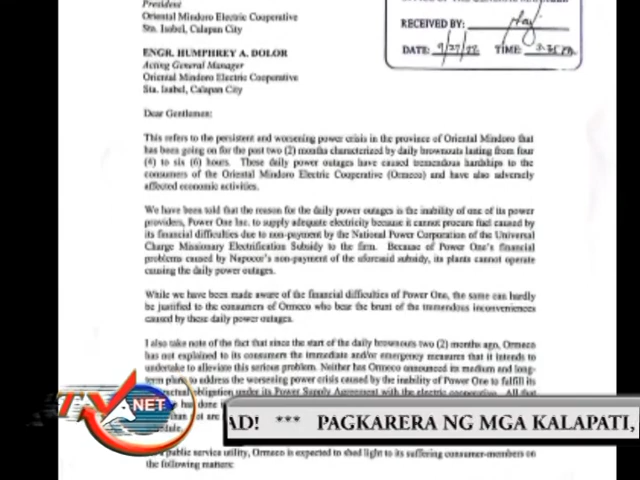 President
Oriental Mindoro Electric Cooperative
Sta. Isabel, Calapan City
RECEIVED BY:
DATE: 9/27/22 TIME: 3:35 PM
ENGR. HUMPHREY A. DOLOR
Acting General Manager
Oriental Mindoro Electric Cooperative
Sta. Isabel, Calapan City
Dear Gentlemen:
This refers to the persistent and worsening power crisis in the province of Oriental Mindoro that
has been going on for the past two (2) months characterized by daily brownouts lasting from four
(4) to six (6) hours. These daily power outages have caused tremendous hardships to the
consumers of the Oriental Mindoro Electric Cooperative (Ormeco) and have also adversely
affected economic activities.
We have been told that the reason for the daily power outages is the inability of one of its power
providers, Power One Inc. to supply adequate electricity because it cannot procure fuel caused by
its financial difficulties due to non-payment by the National Power Corporation of the Universal
Charge Missionary Electrification Subsidy to the firm. Because of Power One's financial
problems caused by Napocor's non-payment of the aforesaid subsidy, its plants cannot operate
causing the daily power outages.
While we have been made aware of the financial difficulties of Power One, the same can hardly
be justified to the consumers of Ormeco who bear the brunt of the tremendous inconveniences
caused by these daily power outages.
I also take note of the fact that since the start of the daily brownouts two (2) months ago, Ormeco
has not explained to its consumers the immediate and/or emergency measures that it intends to
undertake to alleviate this serious problem. Neither has Ormeco announced its medium and long-
term plans to address the worsening power crisis caused by the inability of Power One to fulfill its
obligation under its Power Supply Agreement with the electric cooperative. All that
has done
TV A NET
AD! *** PAGKARERA NG MGA KALAPATI,
public service utility, Ormeco is expected to shed light to its suffering consumer-members on
the following matters: